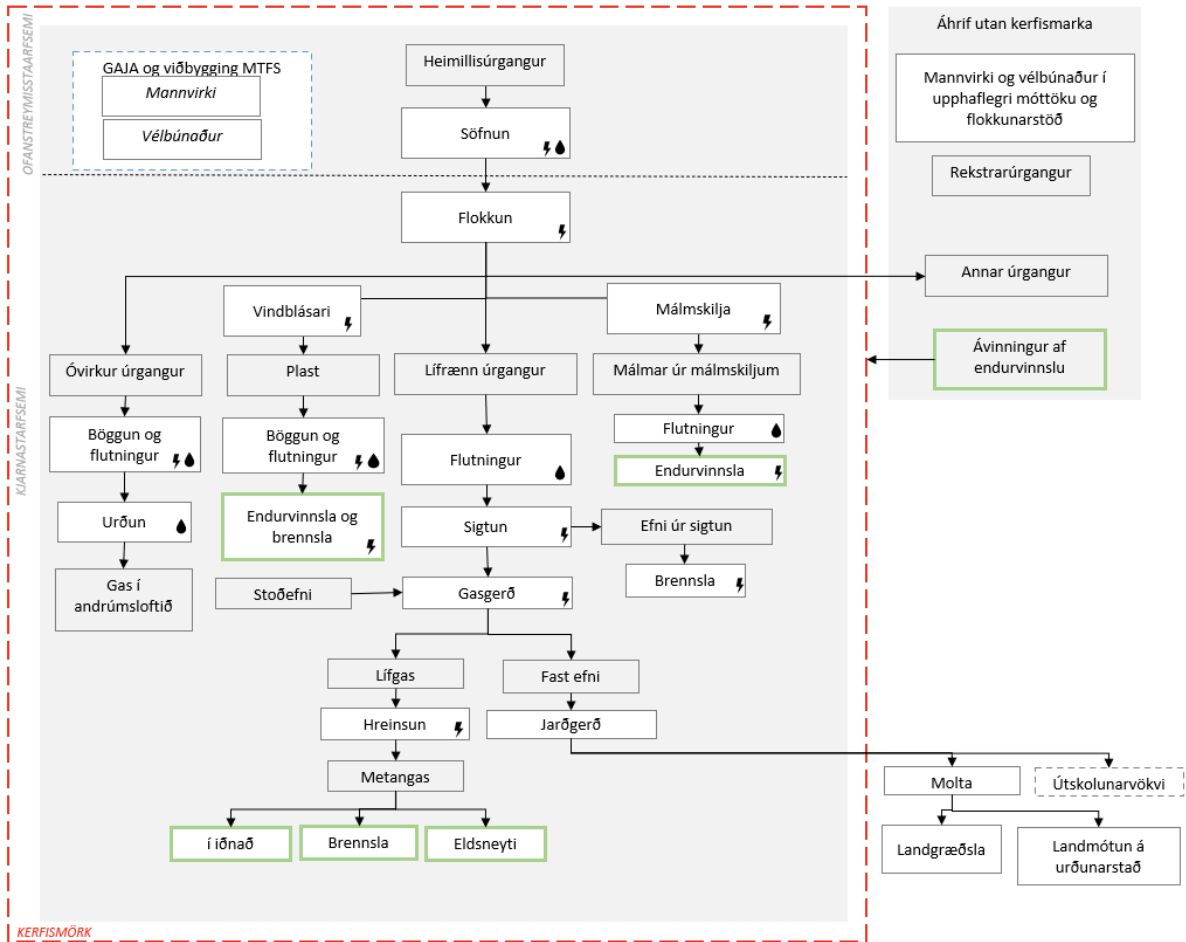 OFANSTREYMISSTAARFSEMI
GAJA og viðbygging MTFS
Mannvirki
Vélbúnaður
Heimillisúrgangur
Söfnun
KJARNASTARFSEMI
Flokkun
Vindblásari
Málmskilja
Óvirkur úrgangur
Plast
Lífrænn úrgangur
Málmar úr málmskiljum
Böggun og
flutningur
Böggun og
flutningur
Flutningur
Flutningur
Endurvinnsla
Urðun
Endurvinnsla og
brennsla
Sigtun
Efni úr sigtun
Brennsla
Gas í
andrúmsloftið
Stoðefni
Gasgerð
Lífgas
Fast efni
Hreinsun
Jarðgerð
Metangas
í iðnað
Brennsla
Eldsneyti
KERFISMÖRK
Áhrif utan kerfismarka
Mannvirki og vélbúnaður í
upphaflegri móttöku og
flokkunarstöð
Rekstrarúrgangur
Annar úrgangur
Ávinningur af
endurvinnslu
Molta
Útskolunarvökvi
Landgræðsla
Landmótun á
urðunarstað